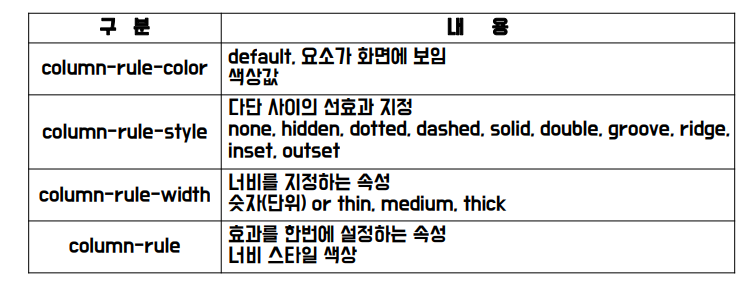 구 분 내 용
column-rule-color
default, 요소가 화면에 보임
색상값
column-rule-style
다단 사이의 선효과 지정
none, hidden, dotted, dashed, solid, double, groove, ridge,
inset, outset
column-rule-width
너비를 지정하는 속성
숫자(단위) or thin, medium, thick
column-rule
효과를 한번에 설정하는 속성
너비 스타일 색상